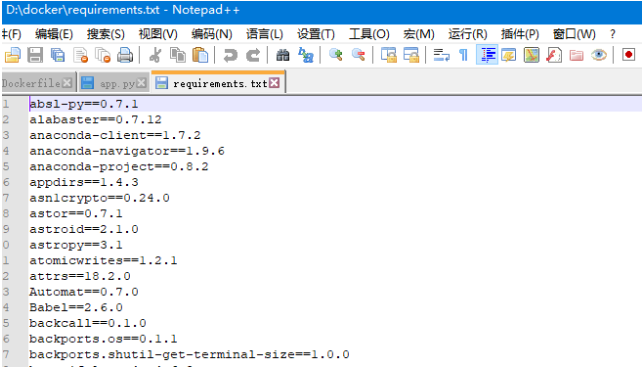 D:\docker\requirements.txt - Notepad++
(F) 编辑(E) 搜索(S) 视图(V) 编码(N) 语言(L) 设置(T) 工具(O) 宏(M) 运行(R) 插件(P) 窗口(W) ?
Dockerfile app.py requirements.txt
1 absl-py==0.7.1
2 alabaster==0.7.12
3 anaconda-client==1.7.2
4 anaconda-navigator==1.9.6
5 anaconda-project==0.8.2
6 appdirs==1.4.3
7 asn1crypto==0.24.0
8 astor==0.7.1
9 astroid==2.1.0
0 astropy==3.1
1 atomicwrites==1.2.1
2 attrs==18.2.0
3 Automat==0.7.0
4 Babel==2.6.0
5 backcall==0.1.0
6 backports.os==0.1.1
7 backports.shutil-get-terminal-size==1.0.0